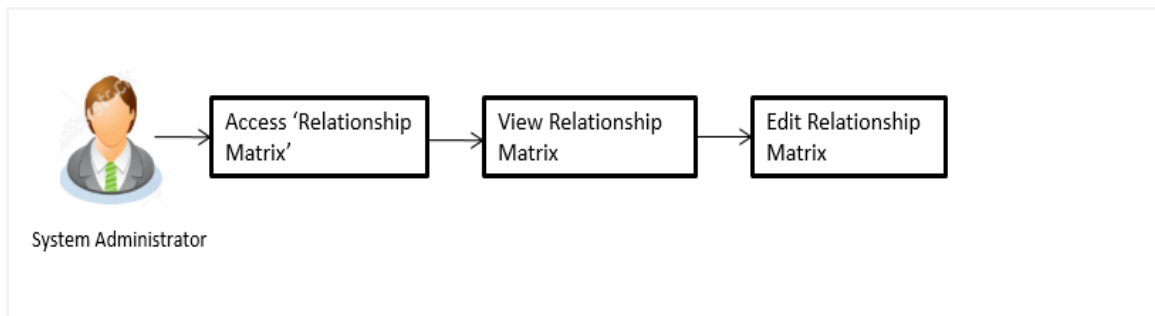 Access ‘Relationship
Matrix’
View Relationship
Matrix
Edit Relationship
Matrix
System Administrator